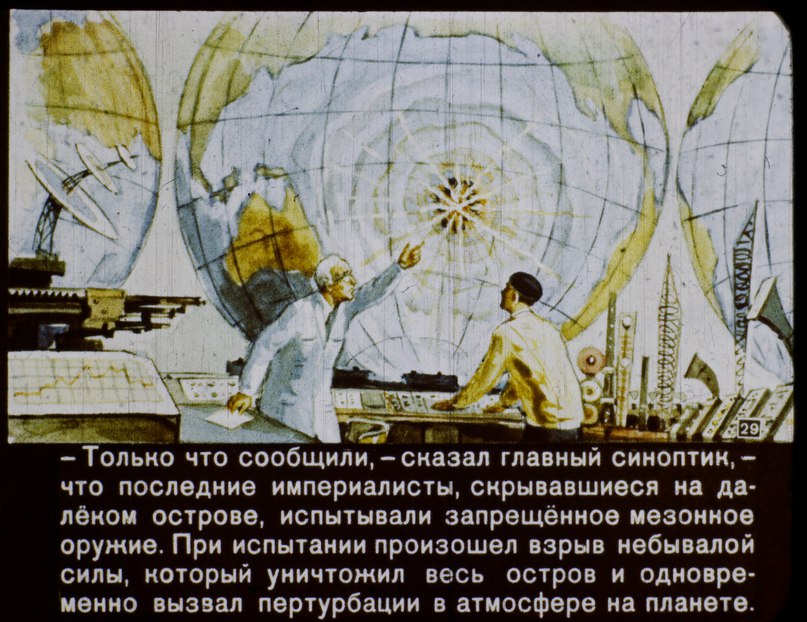 29
– Только что сообщили, – сказал главный синоптик, –
что последние империалисты, скрывавшиеся на да-
лёком острове, испытывали запрещённое мезонное
оружие. При испытании произошел взрыв небывалой
силы, который уничтожил весь остров и одновре-
менно вызвал пертурбации в атмосфере на планете.